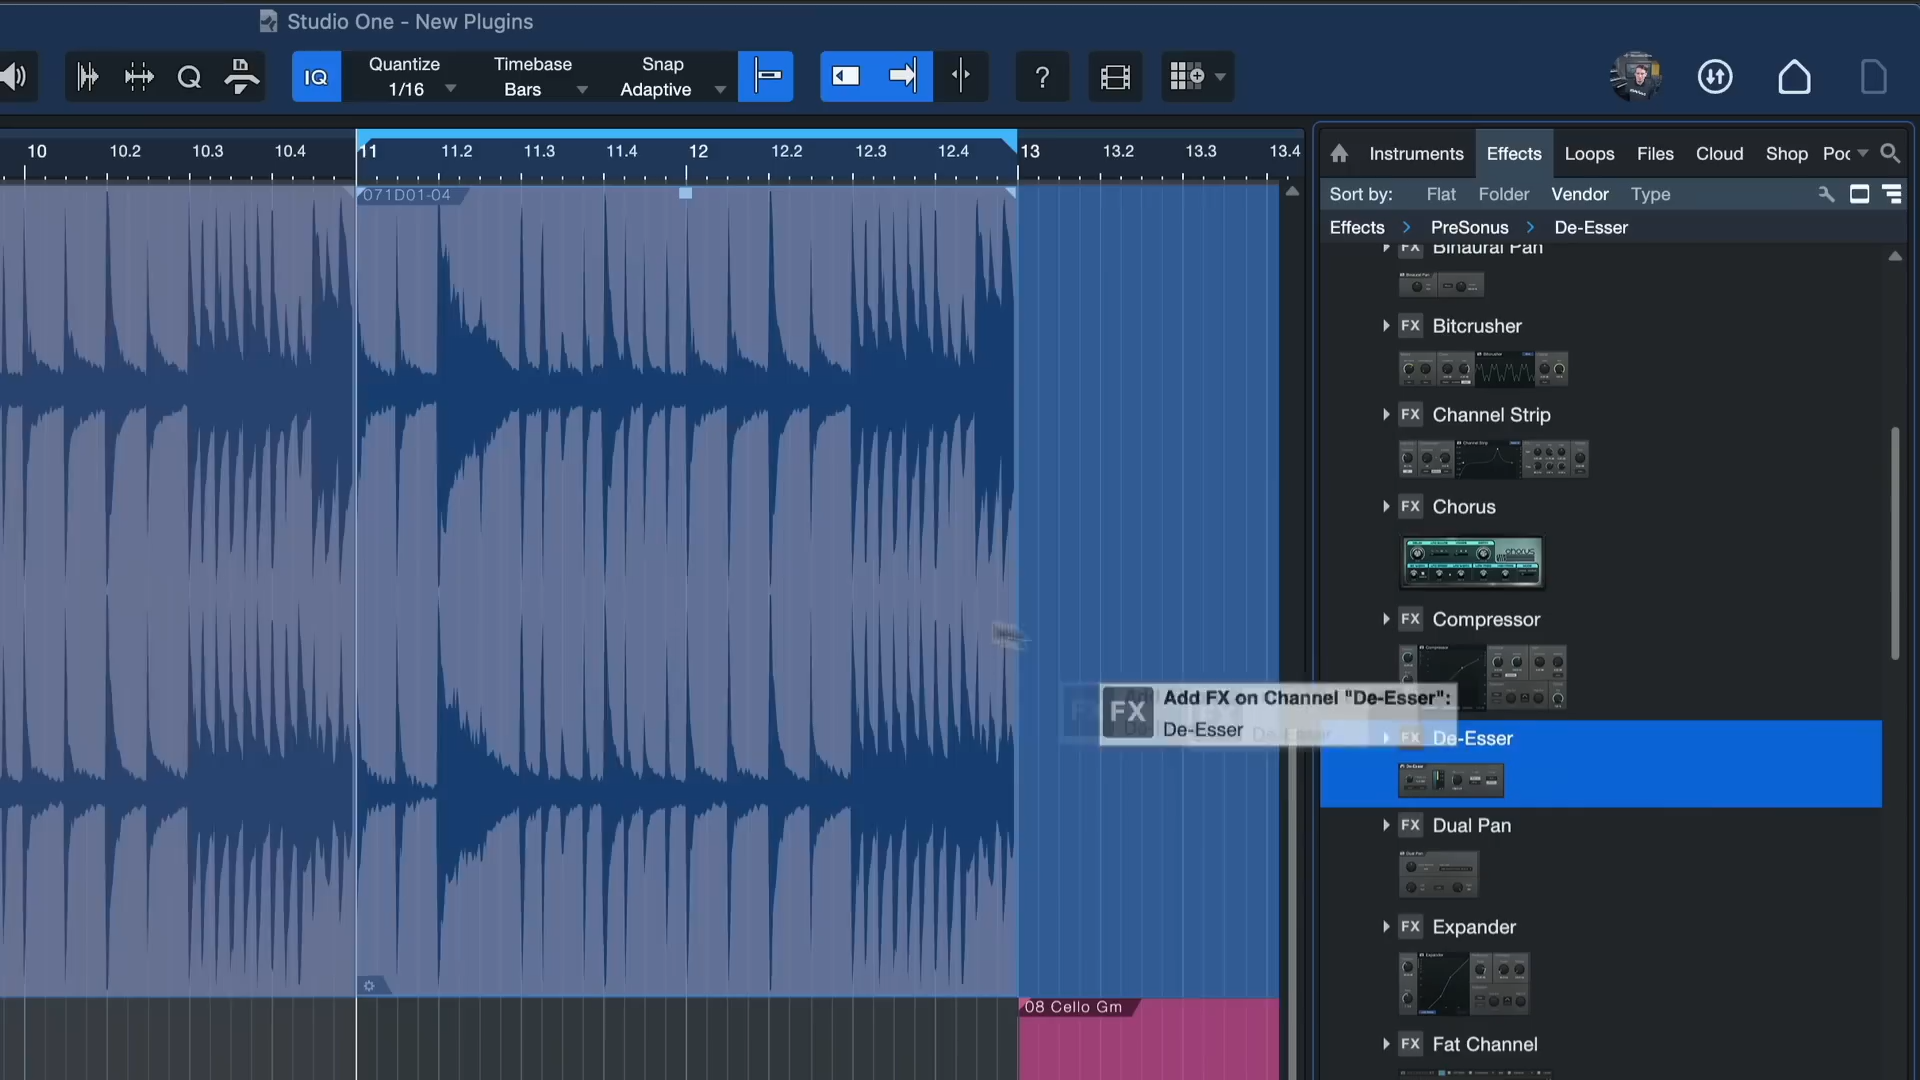 Studio One - New Plugins
IQ
Quantize
1/16
Timebase
Bars
Snap
Adaptive
?
10
10.2
10.3
10.4
11
11.2
11.3
11.4
12
12.2
12.3
12.4
13
13.2
13.3
13.4
Instruments
Effects
Loops
Files
Cloud
Shop
Poc
Sort by:
Flat
Folder
Vendor
Type
Effects
PreSonus
De-Esser
071D01-04
FX Binaural Pan
FX Bitcrusher
FX Channel Strip
FX Chorus
FX Compressor
FX
Add FX on Channel "De-Esser":
De-Esser
FX De-Esser
FX Dual Pan
FX Expander
08 Cello Gm
FX Fat Channel